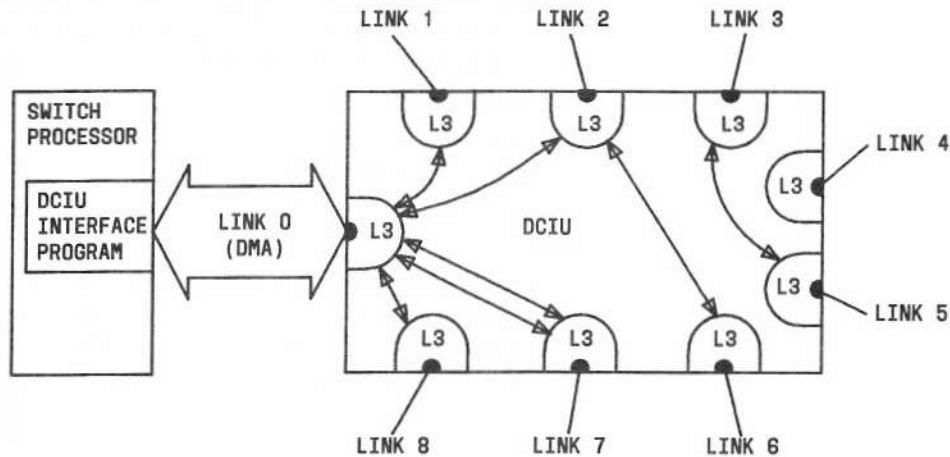 LINK 1
LINK 2
LINK 3
SWITCH
PROCESSOR
L3
L3
L3
LINK 4
L3
DCIU
INTERFACE
PROGRAM
LINK 0
(DMA)
L3
DCIU
L3
LINK 5
L3
L3
L3
LINK 8
LINK 7
LINK 6